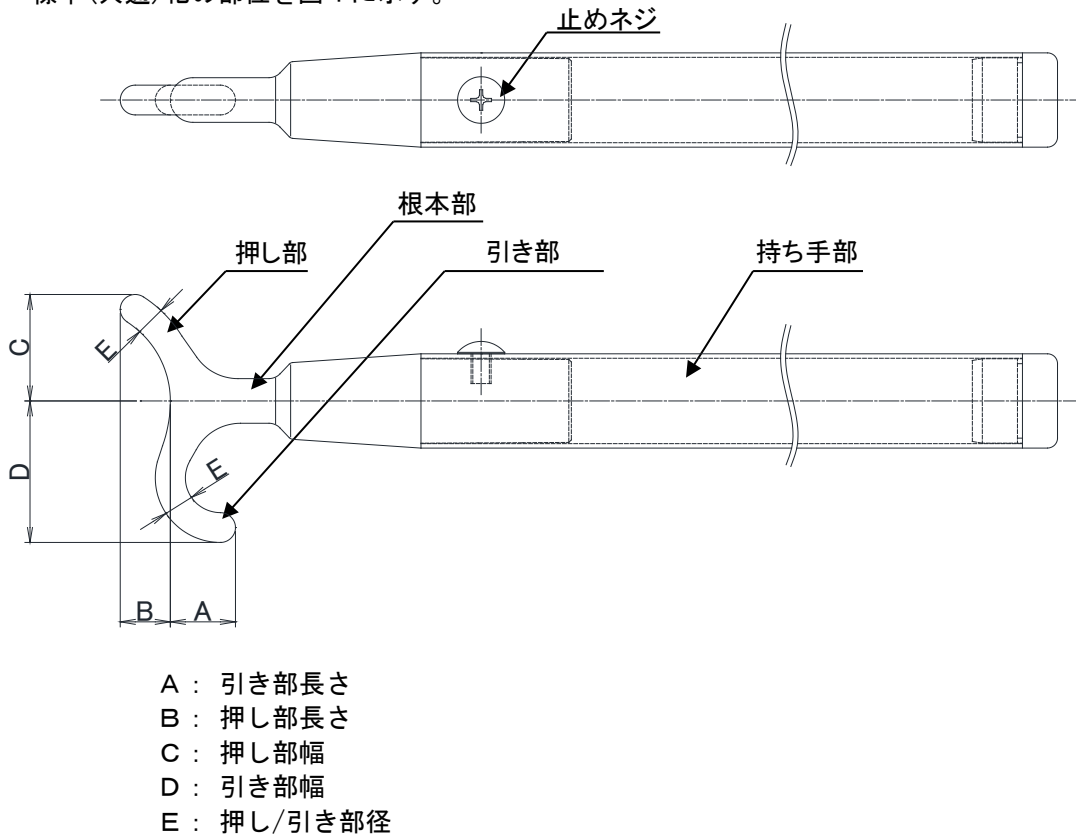 止めネジ
根本部
押し部
引き部
持ち手部
C
E
D
E
B
A
A : 引き部長さ
B : 押し部長さ
C : 押し部幅
D : 引き部幅
E : 押し/引き部径